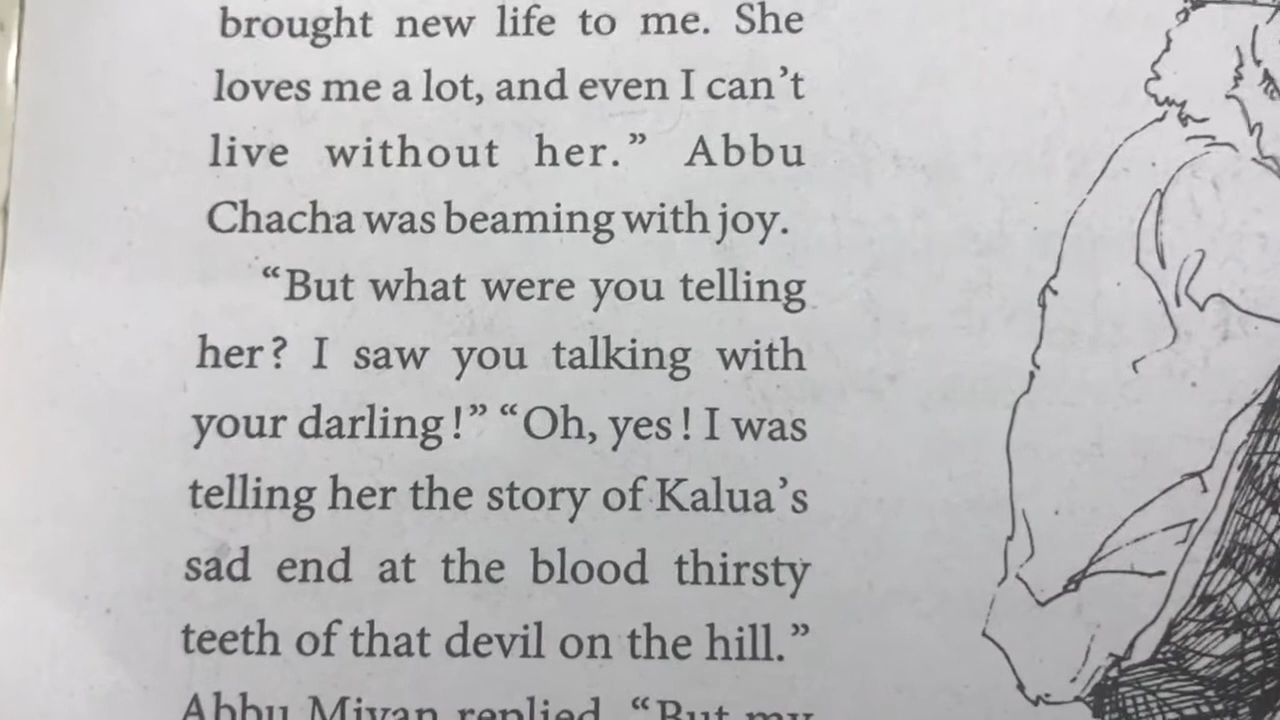 brought new life to me. She
loves me a lot, and even I can’t
live without her.” Abbu
Chacha was beaming with joy.
“But what were you telling
her? I saw you talking with
your darling!” “Oh, yes! I was
telling her the story of Kalua’s
sad end at the blood thirsty
teeth of that devil on the hill.”
Abbu Miyan replied, “But my